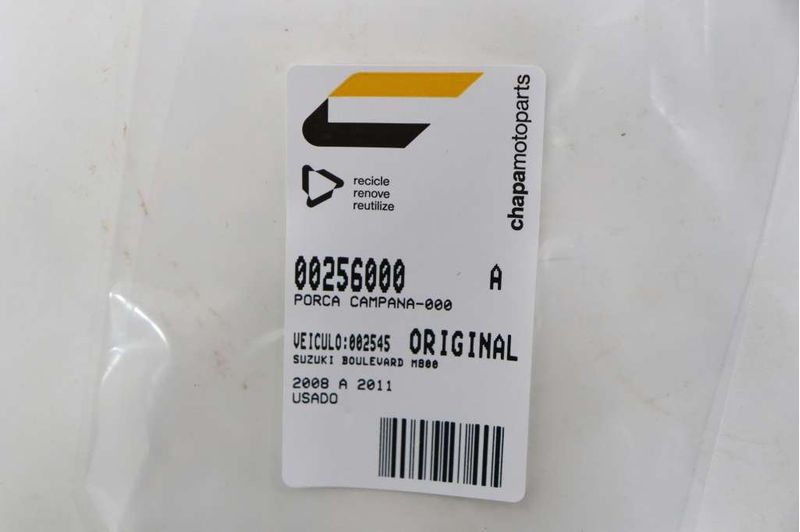 chapamotoparts
recicle
renove
reutilize
00256000 A
PORCA CAMPANA-000
VEICULO:002545 ORIGINAL
SUZUKI BOULEVARD M800
2008 A 2011
USADO